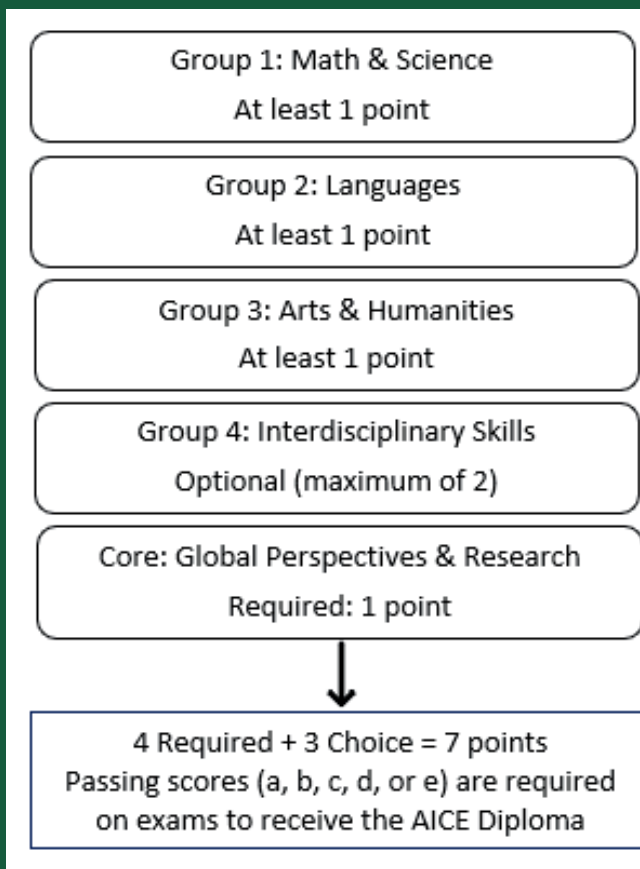 Group 1: Math & Science
At least 1 point
Group 2: Languages
At least 1 point
Group 3: Arts & Humanities
At least 1 point
Group 4: Interdisciplinary Skills
Optional (maximum of 2)
Core: Global Perspectives & Research
Required: 1 point
4 Required + 3 Choice = 7 points
Passing scores (a, b, c, d, or e) are required
on exams to receive the AICE Diploma